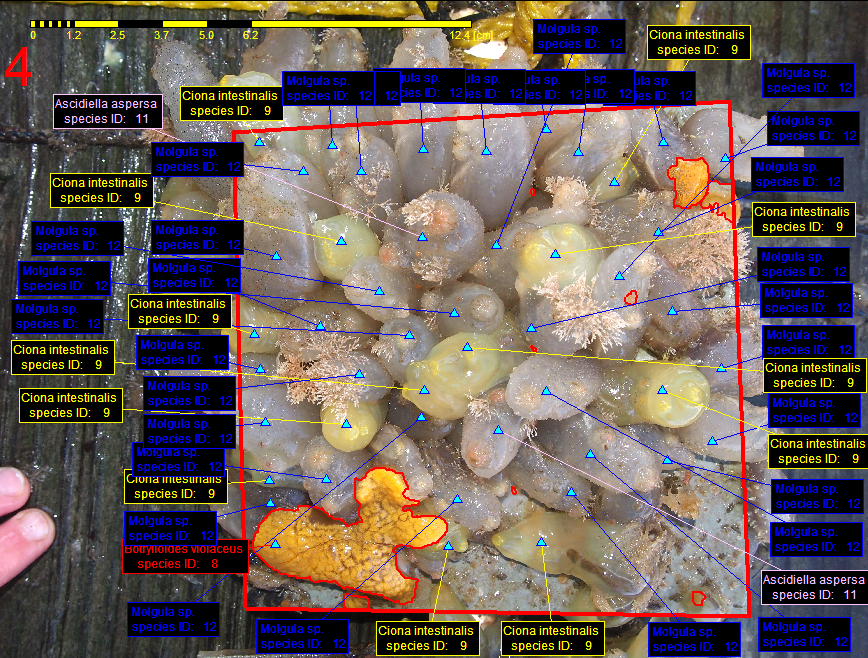 0 1.2 2.5 3.7 5.0 6.2 12.4 [cm]
4
Molgula sp.
species ID: 12
Ciona intestinalis
species ID: 9
Molgula sp.
species ID: 12
Molgula sp.
species ID: 12
Ciona intestinalis
species ID: 9
Ascidiella aspersa
species ID: 11
Molgula sp.
species ID: 12
Molgula sp.
species ID: 12
Molgula sp.
species ID: 12
Ciona intestinalis
species ID: 9
Ciona intestinalis
species ID: 9
Molgula sp.
species ID: 12
Molgula sp.
species ID: 12
Molgula sp.
species ID: 12
Molgula sp.
species ID: 12
Molgula sp.
species ID: 12
Ciona intestinalis
species ID: 9
Molgula sp.
species ID: 12
Molgula sp.
species ID: 12
Molgula sp.
species ID: 12
Ciona intestinalis
species ID: 9
Molgula sp.
species ID: 12
Ciona intestinalis
species ID: 9
Molgula sp.
species ID: 12
Ciona intestinalis
species ID: 9
Molgula sp.
species ID: 12
Molgula sp.
species ID: 12
Ciona intestinalis
species ID: 9
Molgula sp.
species ID: 12
Ciona intestinalis
species ID: 9
Molgula sp.
species ID: 12
Molgula sp.
species ID: 12
Molgula sp.
species ID: 12
Botrylloides violaceus
species ID: 8
Ascidiella aspersa
species ID: 11
Molgula sp.
species ID: 12
Molgula sp.
species ID: 12
Ciona intestinalis
species ID: 9
Ciona intestinalis
species ID: 9
Molgula sp.
species ID: 12
Molgula sp.
species ID: 12